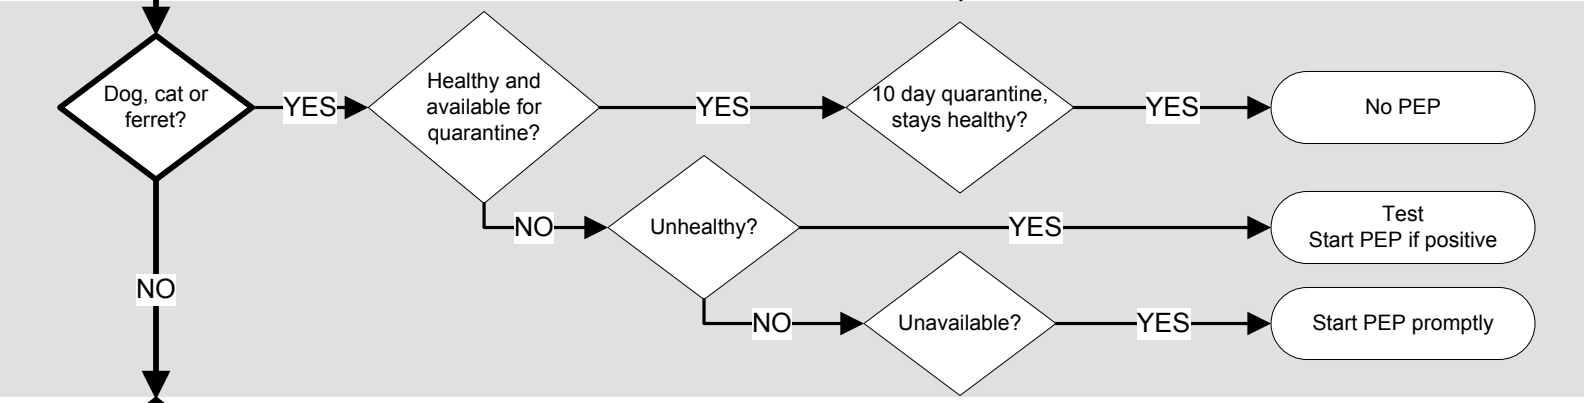 Dog, cat or
ferret?
YES
Healthy and
available for
quarantine?
YES
10 day quarantine,
stays healthy?
YES
No PEP
NO
Unhealthy?
YES
Test
Start PEP if positive
NO
Unavailable?
YES
Start PEP promptly
NO